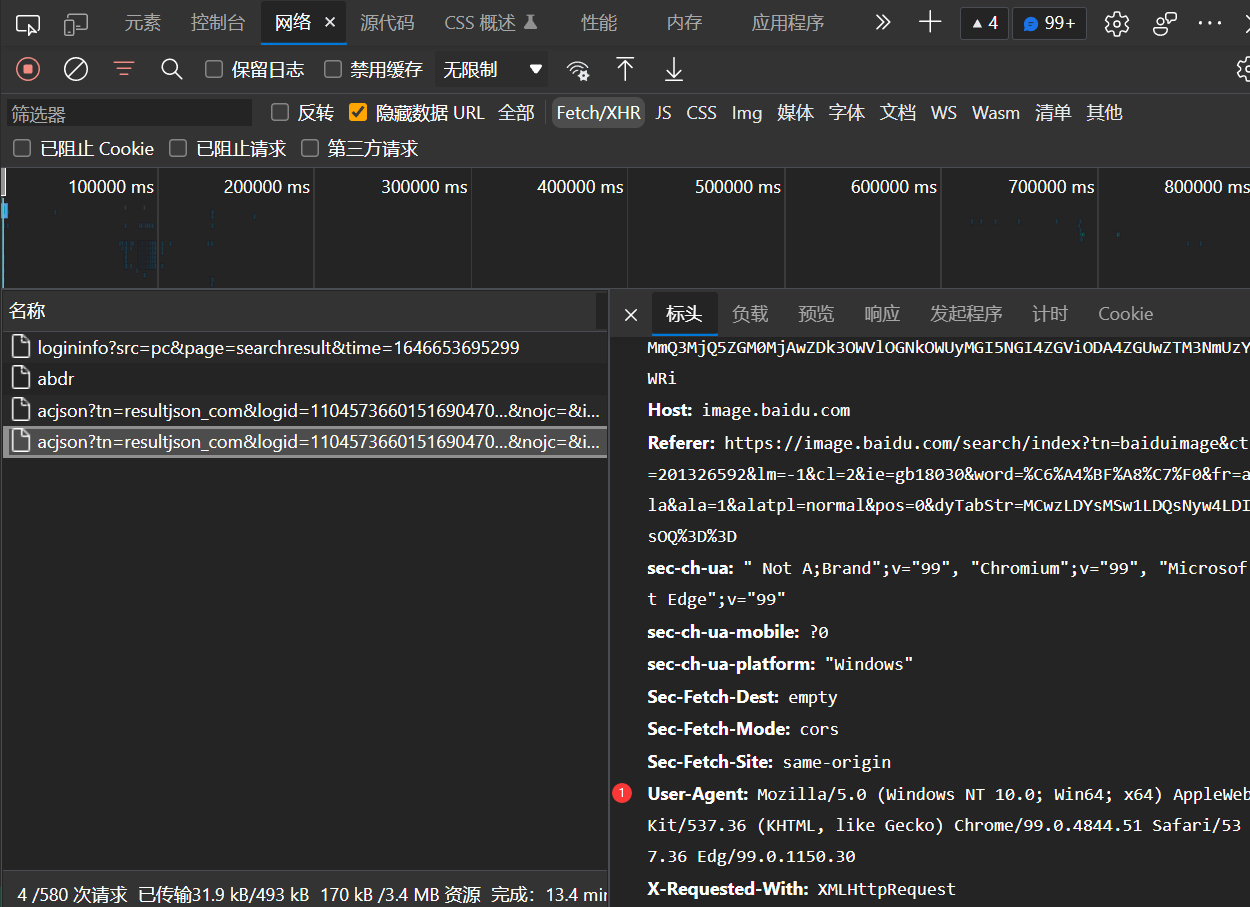 元素 控制台 网络 源代码 CSS 概述 性能 内存 应用程序 4 99+
保留日志 禁用缓存 无限制
筛选器 反转 隐藏数据 URL 全部 Fetch/XHR JS CSS Img 媒体 字体 文档 WS Wasm 清单 其他
已阻止 Cookie 已阻止请求 第三方请求
100000 ms 200000 ms 300000 ms 400000 ms 500000 ms 600000 ms 700000 ms 800000 ms
名称
logininfo?src=pc&page=searchresult&time=1646653695299
abdr
acjson?tn=resultjson_com&logid=1104573660151690470...&nojc=&i...
acjson?tn=resultjson_com&logid=1104573660151690470...&nojc=&i...
4 /580 次请求 已传输31.9 kB/493 kB 170 kB /3.4 MB 资源 完成: 13.4 min
标头 负载 预览 响应 发起程序 计时 Cookie
MmQ3MjQ5ZGM0MjAwZDk3OWVlOGNkOWUyMGI5NGI4ZGViODA4ZGUwZTM3NmUzY
WRi
Host: image.baidu.com
Referer: https://image.baidu.com/search/index?tn=baiduimage&ct
=201326592&lm=-1&cl=2&ie=gb18030&word=%C6%A4%BF%A8%C7%F0&fr=a
la&ala=1&alatpl=normal&pos=0&dyTabStr=MCwzLDYsMSw1LDQsNyw4LDI
sOQ%3D%3D
sec-ch-ua: " Not A;Brand";v="99", "Chromium";v="99", "Microsof
t Edge";v="99"
sec-ch-ua-mobile: ?0
sec-ch-ua-platform: "Windows"
Sec-Fetch-Dest: empty
Sec-Fetch-Mode: cors
Sec-Fetch-Site: same-origin
1 User-Agent: Mozilla/5.0 (Windows NT 10.0; Win64; x64) AppleWeb
Kit/537.36 (KHTML, like Gecko) Chrome/99.0.4844.51 Safari/53
7.36 Edg/99.0.1150.30
X-Requested-With: XMLHttpRequest